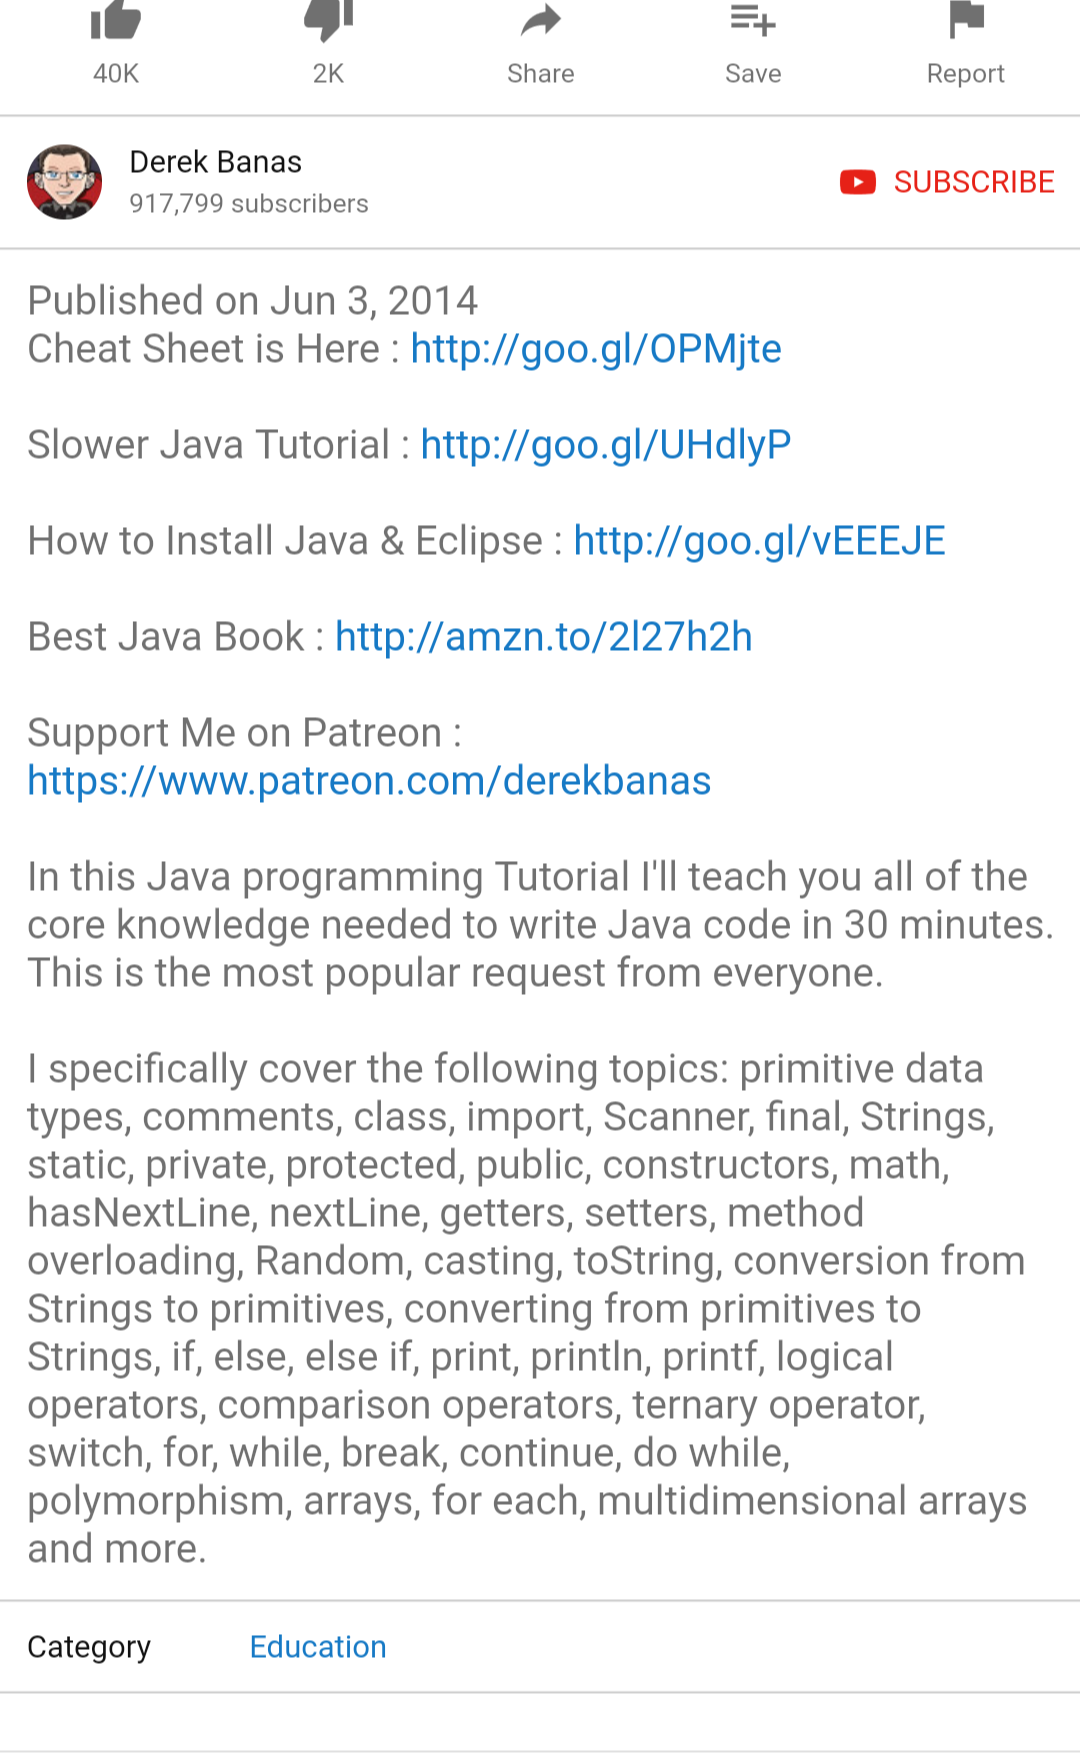 40K
2K
Share
Save
Report
Derek Banas
917,799 subscribers
SUBSCRIBE
Published on Jun 3, 2014
Cheat Sheet is Here : http://goo.gl/OPMjte
Slower Java Tutorial : http://goo.gl/UHdlyP
How to Install Java & Eclipse : http://goo.gl/vEEEJE
Best Java Book : http://amzn.to/2l27h2h
Support Me on Patreon :
https://www.patreon.com/derekbanas
In this Java programming Tutorial I'll teach you all of the
core knowledge needed to write Java code in 30 minutes.
This is the most popular request from everyone.
I specifically cover the following topics: primitive data
types, comments, class, import, Scanner, final, Strings,
static, private, protected, public, constructors, math,
hasNextLine, nextLine, getters, setters, method
overloading, Random, casting, toString, conversion from
Strings to primitives, converting from primitives to
Strings, if, else, else if, print, println, printf, logical
operators, comparison operators, ternary operator,
switch, for, while, break, continue, do while,
polymorphism, arrays, for each, multidimensional arrays
and more.
Category
Education